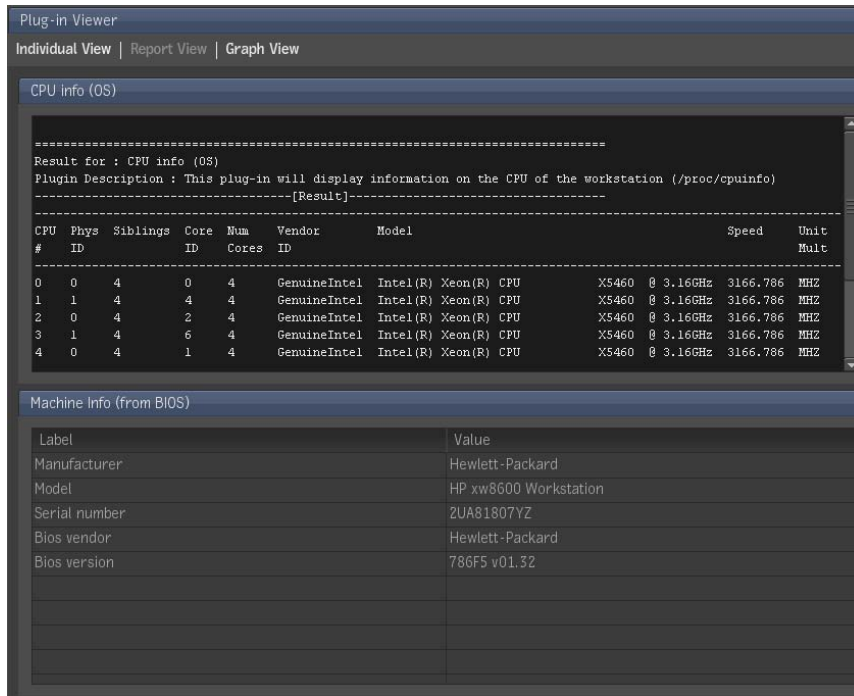 Plug-in Viewer
Individual View | Report View | Graph View
CPU info (OS)
================================================================================
Result for : CPU info (OS)
Plugin Description : This plug-in will display information on the CPU of the workstation (/proc/cpuinfo)
------------------------------------[Result]------------------------------------
CPU Phys Siblings Core Num Vendor Model Speed Unit
# ID ID Cores ID Mult
0 0 4 0 4 GenuineIntel Intel(R) Xeon(R) CPU X5460 @ 3.16GHz 3166.786 MHZ
1 1 4 4 4 GenuineIntel Intel(R) Xeon(R) CPU X5460 @ 3.16GHz 3166.786 MHZ
2 0 4 2 4 GenuineIntel Intel(R) Xeon(R) CPU X5460 @ 3.16GHz 3166.786 MHZ
3 1 4 6 4 GenuineIntel Intel(R) Xeon(R) CPU X5460 @ 3.16GHz 3166.786 MHZ
4 0 4 1 4 GenuineIntel Intel(R) Xeon(R) CPU X5460 @ 3.16GHz 3166.786 MHZ
Machine Info (from BIOS)
Label Value
Manufacturer Hewlett-Packard
Model HP xw8600 Workstation
Serial number 2UA81807YZ
Bios vendor Hewlett-Packard
Bios version 786F5 v01.32